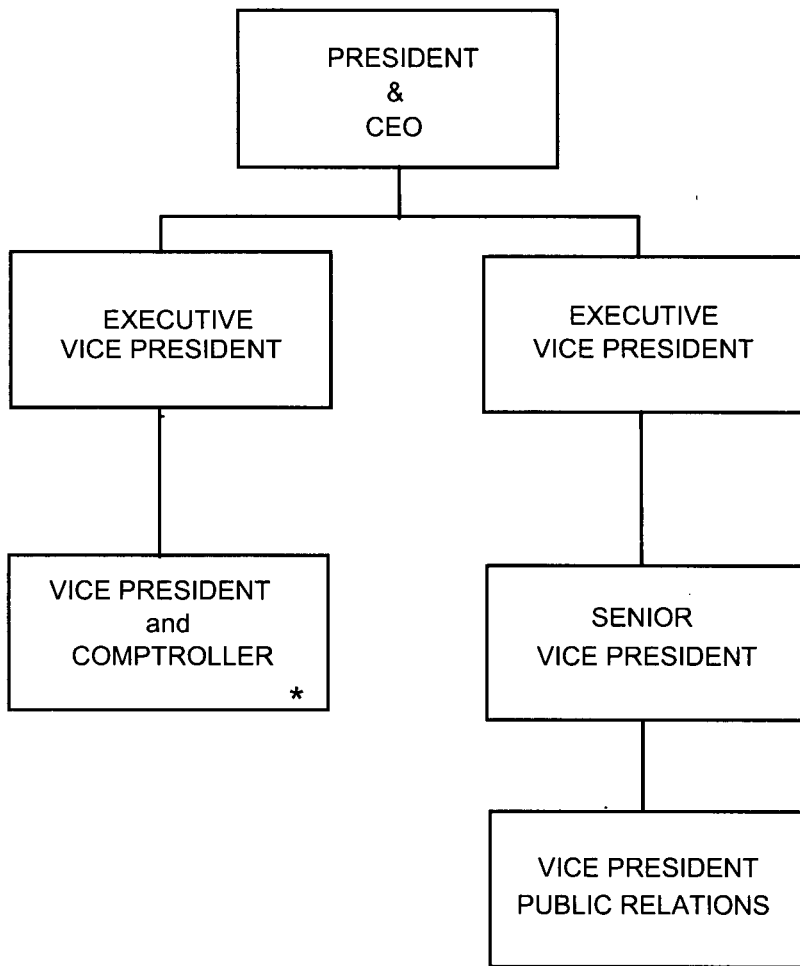 PRESIDENT
&
CEO
EXECUTIVE
VICE PRESIDENT
EXECUTIVE
VICE PRESIDENT
VICE PRESIDENT
and
COMPTROLLER
*
SENIOR
VICE PRESIDENT
VICE PRESIDENT
PUBLIC RELATIONS